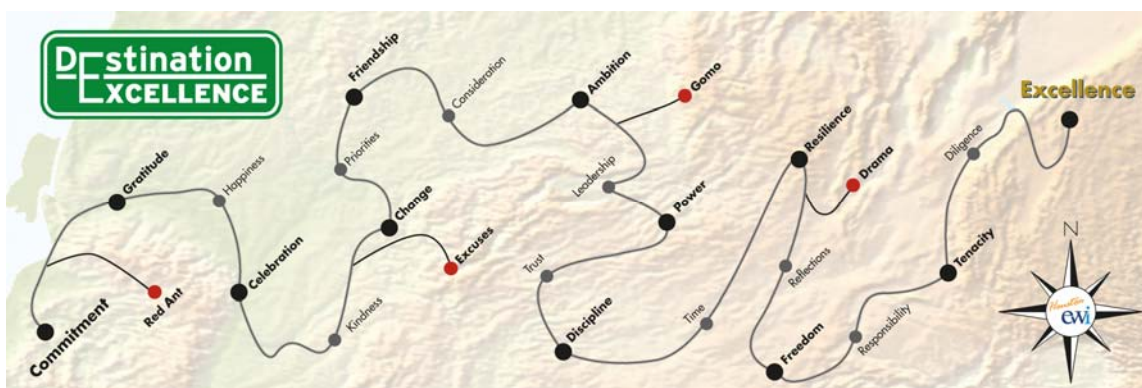 DEstination
EXCELLENCE
Commitment
Red Ant
Gratitude
Happiness
Celebration
Kindness
Excuses
Change
Priorities
Friendship
Consideration
Ambition
Gomo
Leadership
Power
Trust
Discipline
Time
Resilience
Drama
Reflections
Freedom
Responsibility
Tenacity
Diligence
Excellence
N
Houston
ewi